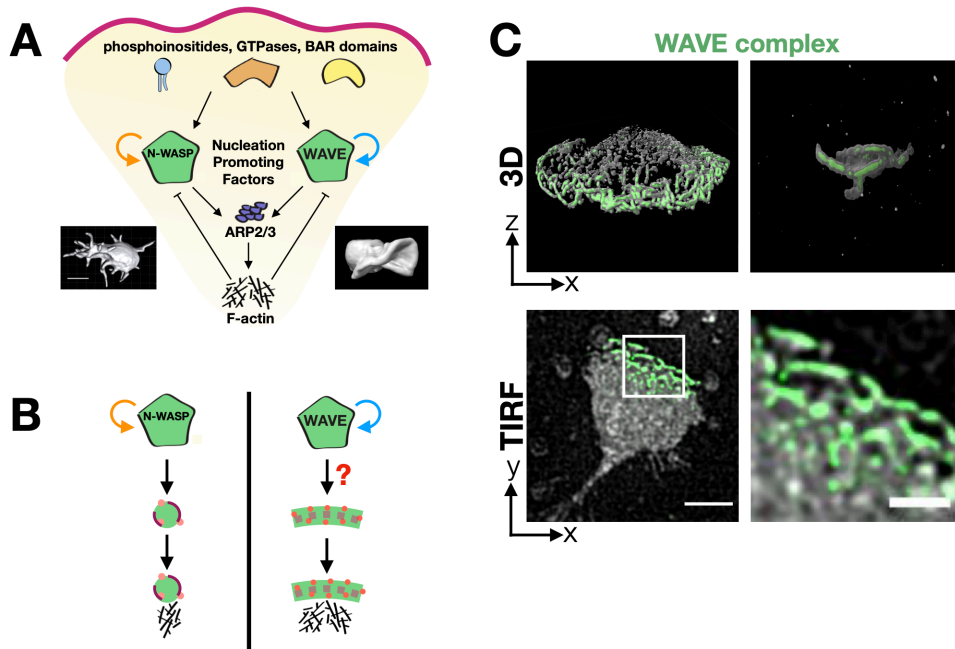 A
phosphoinositides, GTPases, BAR domains
N-WASP
Nucleation
Promoting
Factors
WAVE
ARP2/3
F-actin
B
N-WASP
WAVE
?
C
WAVE complex
3D
z
x
TIRF
y
x